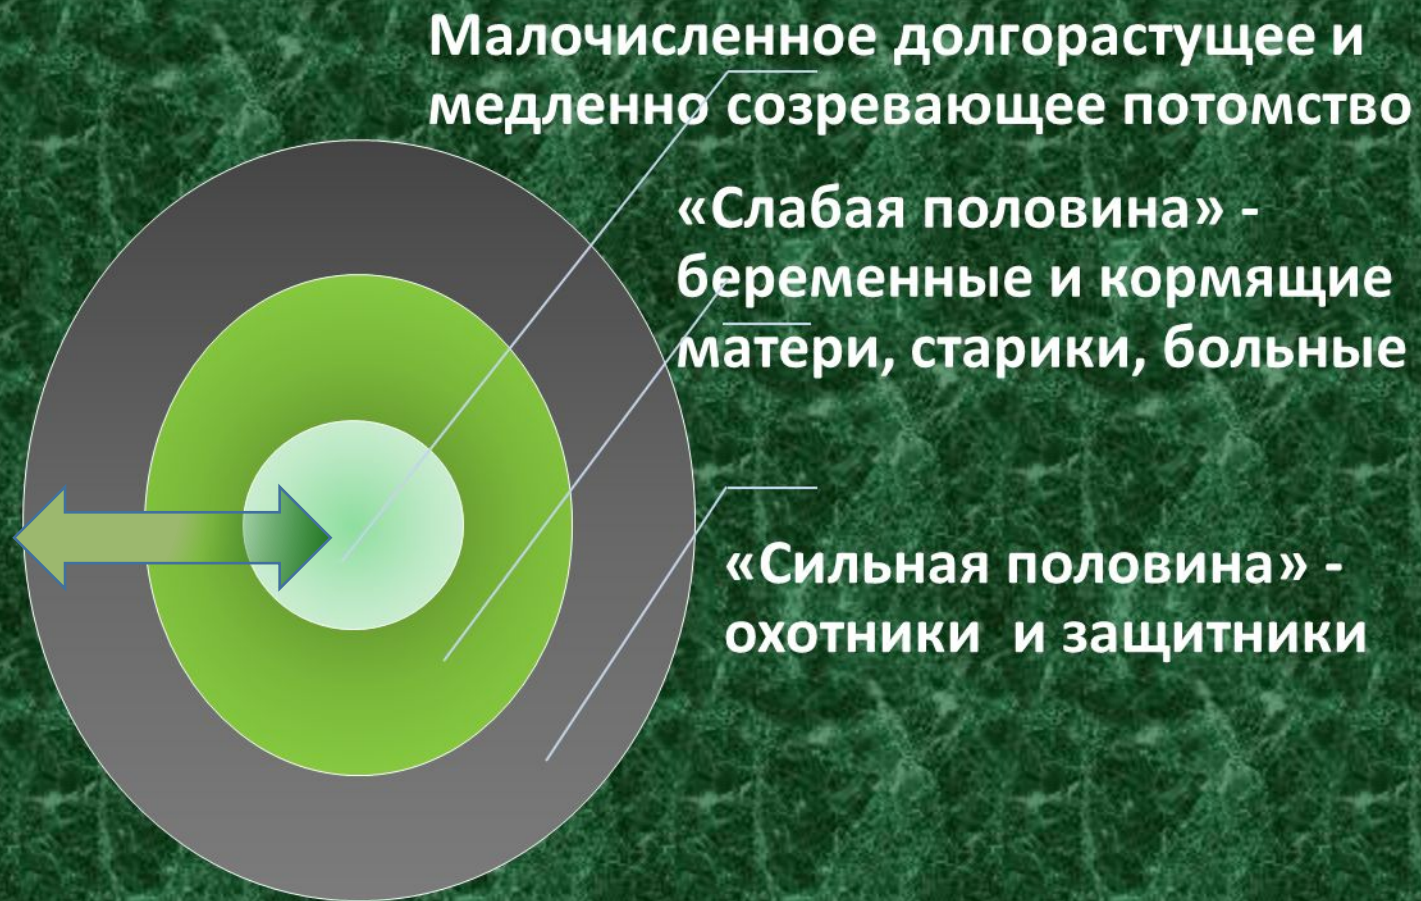 Малочисленное долгорастущее и
медленно созревающее потомство
«Слабая половина» -
беременные и кормящие
матери, старики, больные
«Сильная половина» -
охотники  и защитники